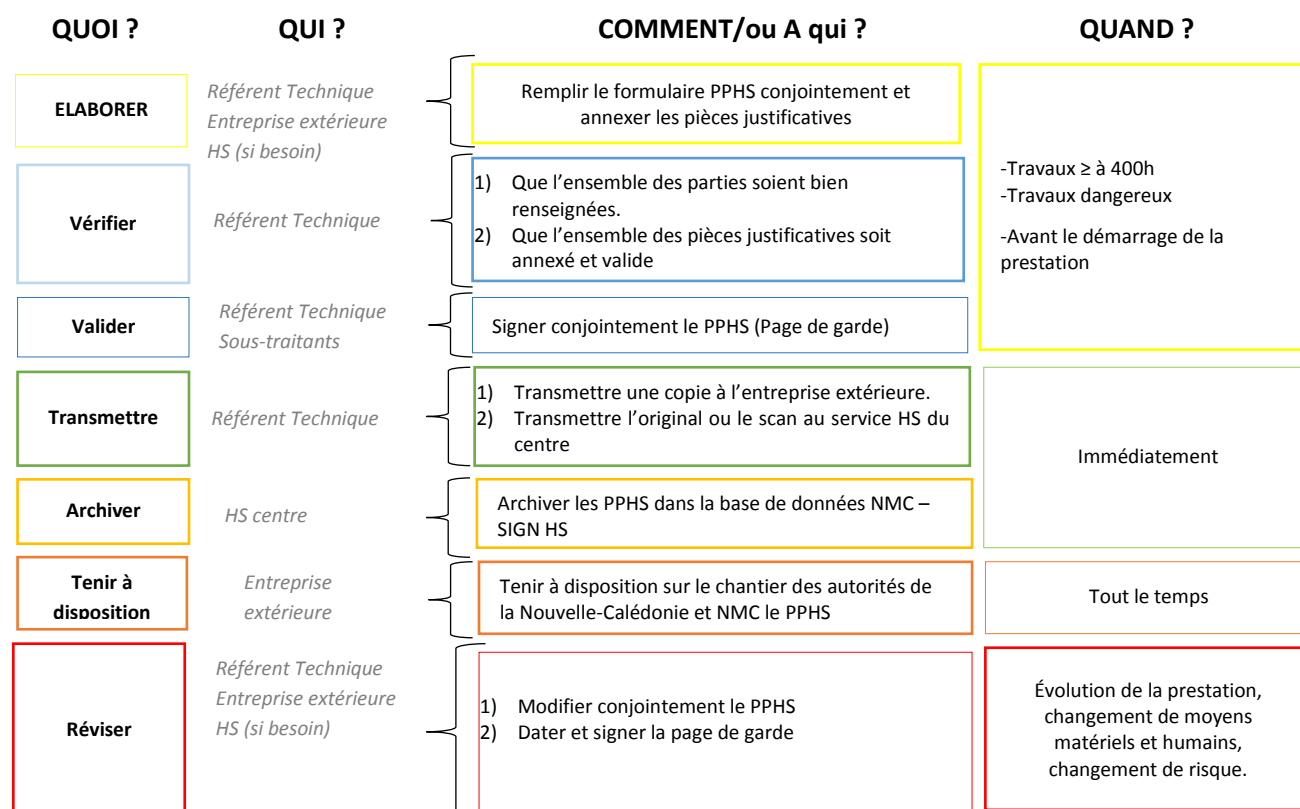 QUOI ?
QUI ?
COMMENT/ou A qui ?
QUAND ?
ELABORER
Référent Technique
Entreprise extérieure
HS (si besoin)
Remplir le formulaire PPHS conjointement et
annexer les pièces justificatives
-Travaux ≥ à 400h
-Travaux dangereux
-Avant le démarrage de la
prestation
Vérifier
Référent Technique
1) Que l'ensemble des parties soient bien
renseignées.
2) Que l'ensemble des pièces justificatives soit
annexé et valide
Valider
Référent Technique
Sous-traitants
Signer conjointement le PPHS (Page de garde)
Transmettre
Référent Technique
1) Transmettre une copie à l'entreprise extérieure.
2) Transmettre l'original ou le scan au service HS du
centre
Immédiatement
Archiver
HS centre
Archiver les PPHS dans la base de données NMC –
SIGN HS
Tenir à
disposition
Entreprise
extérieure
Tenir à disposition sur le chantier des autorités de
la Nouvelle-Calédonie et NMC le PPHS
Tout le temps
Réviser
Référent Technique
Entreprise extérieure
HS (si besoin)
1) Modifier conjointement le PPHS
2) Dater et signer la page de garde
Évolution de la prestation,
changement de moyens
matériels et humains,
changement de risque.